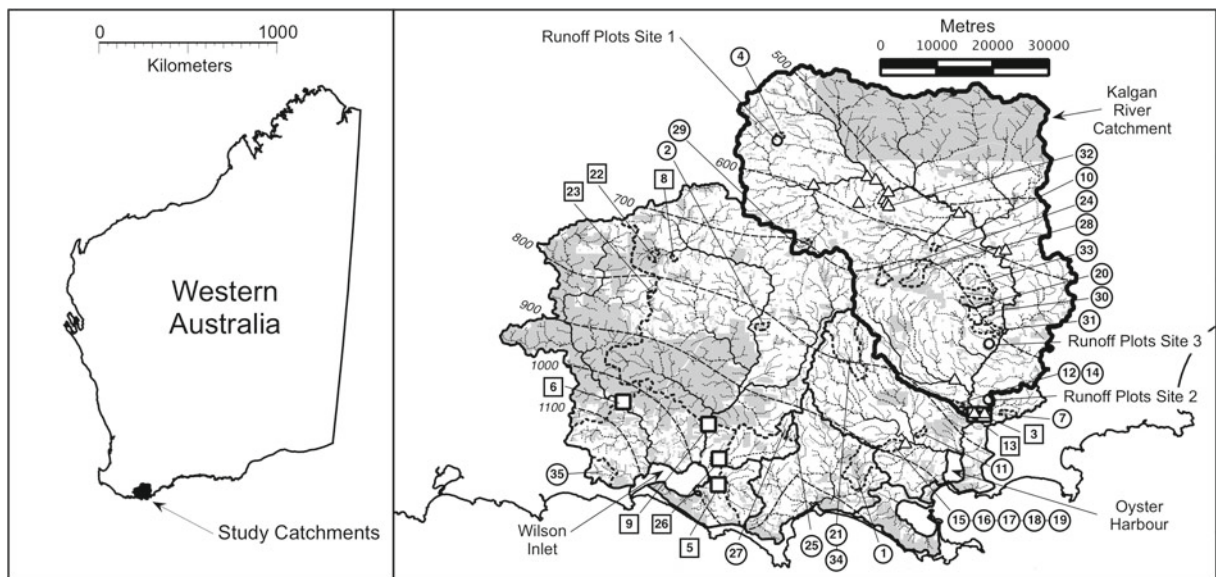 0 1000
Kilometers
Western
Australia
Study Catchments
Metres
0 10000 20000 30000
Runoff Plots Site 1
4
500
Kalgan
River
Catchment
29
2
8
22
23
600
700
800
900
1000
1100
32
10
24
28
33
20
30
31
Runoff Plots Site 3
12 14
Runoff Plots Site 2
7
3
13
11
6
35
Wilson
Inlet
9 26
5
27
25
21
34
1
15 16 17 18 19
Oyster
Harbour